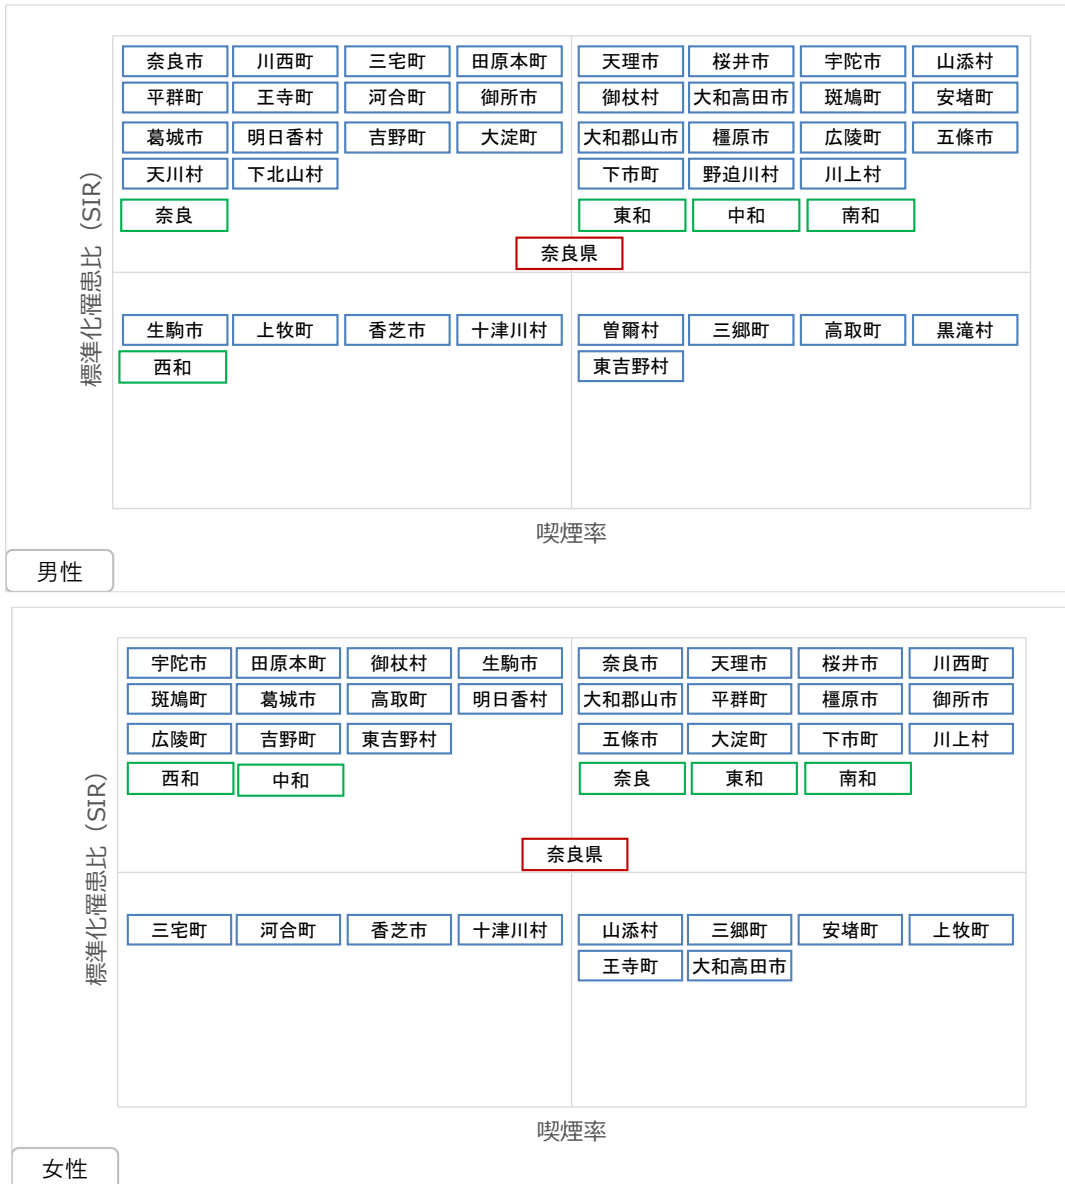 奈良市 川西町 三宅町 田原本町 天理市 桜井市 宇陀市 山添村
平群町 王寺町 河合町 御所市 御杖村 大和高田市 斑鳩町 安堵町
葛城市 明日香村 吉野町 大淀町 大和郡山市 橿原市 広陵町 五條市
天川村 下北山村 下市町 野迫川村 川上村
奈良 東和 中和 南和
奈良県
標準化罹患比（SIR）
生駒市 上牧町 香芝市 十津川村 曽爾村 三郷町 高取町 黒滝村
西和 東吉野村
喫煙率
男性
宇陀市 田原本町 御杖村 生駒市 奈良市 天理市 桜井市 川西町
斑鳩町 葛城市 高取町 明日香村 大和郡山市 平群町 橿原市 御所市
広陵町 吉野町 東吉野村 五條市 大淀町 下市町 川上村
西和 中和 奈良 東和 南和
奈良県
標準化罹患比（SIR）
三宅町 河合町 香芝市 十津川村 山添村 三郷町 安堵町 上牧町
王寺町 大和高田市
喫煙率
女性